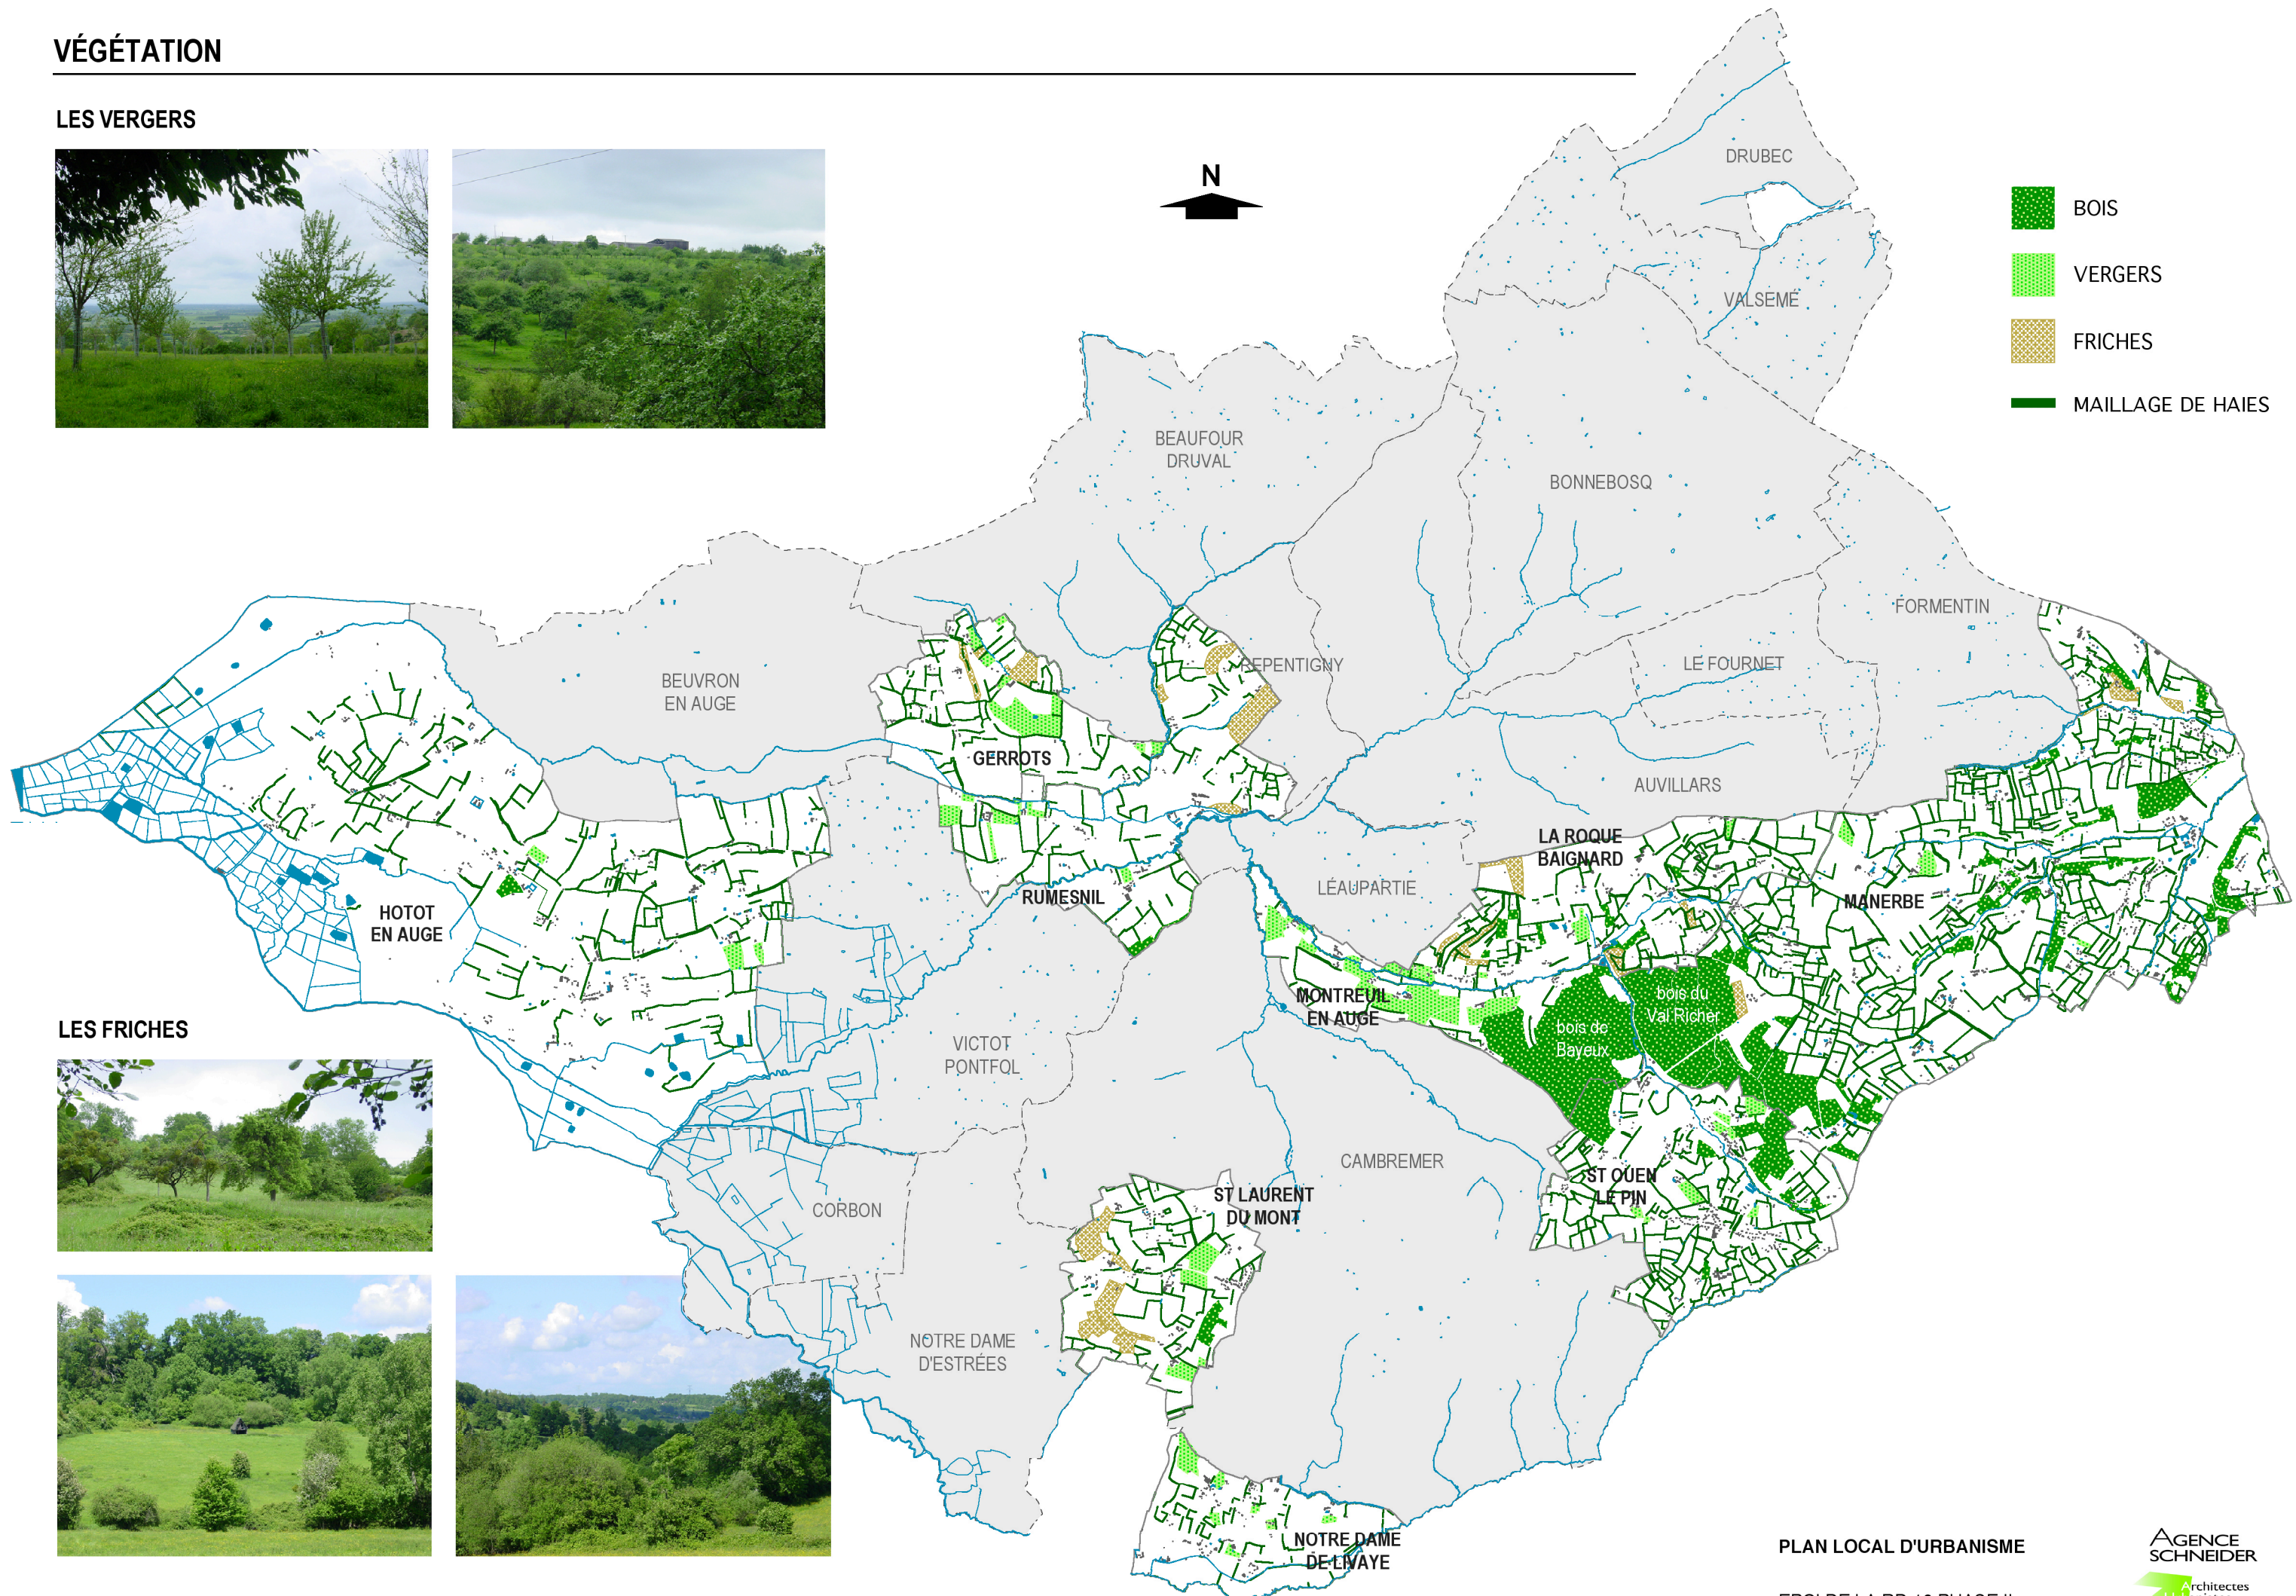 VÉGÉTATION
LES VERGERS
N
BOIS
VERGERS
FRICHES
MAILLAGE DE HAIES
DRUBEC
VALSEMÉ
BEAUFOUR
DRUVAL
BONNEBOSQ
FORMENTIN
REPENTIGNY
LE FOURNET
BEUVRON
EN AUGE
GERROTS
AUVILLARS
LA ROQUE
BAIGNARD
LÉAUPARTIE
RUMESNIL
MANERBE
HOTOT
EN AUGE
MONTREUIL
EN AUGE
bois du
Val Richer
bois de
Bayeux
LES FRICHES
VICTOT
PONTFOL
CAMBREMER
ST OUEN
LE PIN
ST LAURENT
DU MONT
CORBON
NOTRE DAME
D'ESTRÉES
NOTRE DAME
DE LIVAYE
PLAN LOCAL D'URBANISME
AGENCE
SCHNEIDER
Architectes